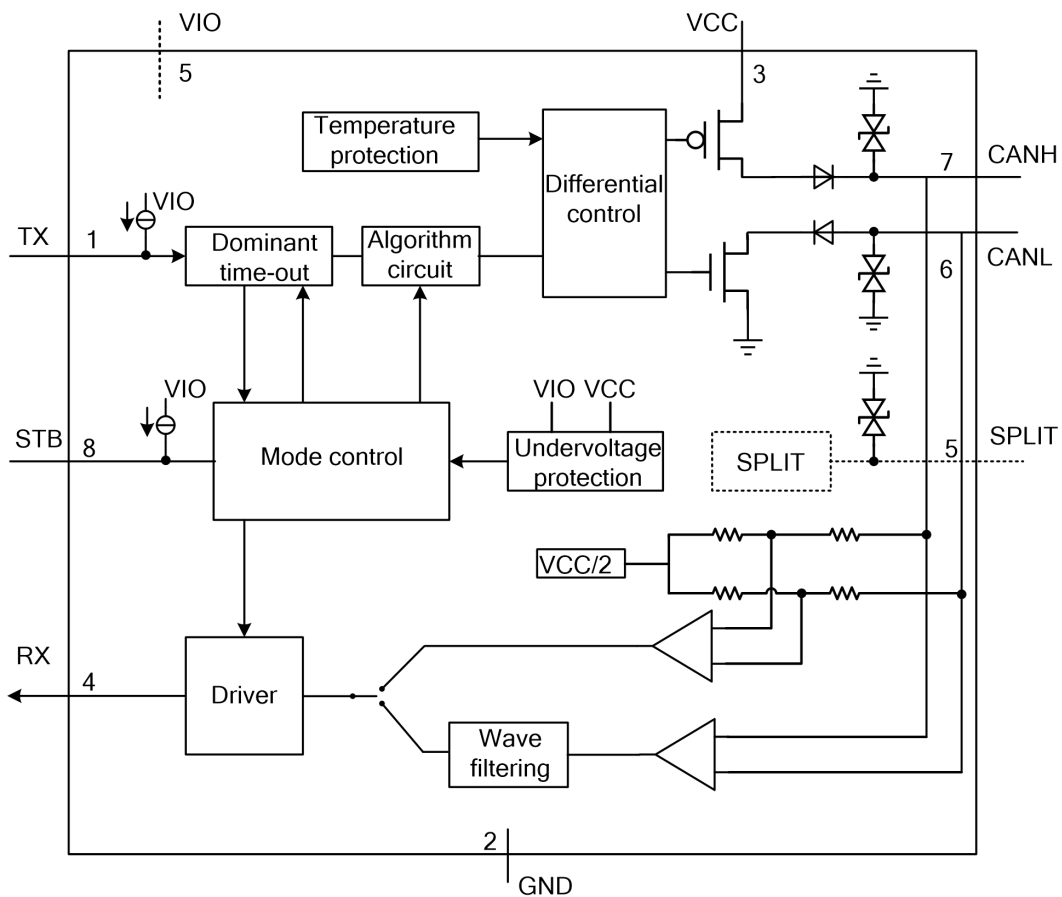 VIO
VCC
5
3
Temperature
protection
Differential
control
7
CANH
VIO
TX
1
Dominant
time-out
Algorithm
circuit
CANL
6
VIO
VIO
VCC
STB
8
Mode control
Undervoltage
protection
SPLIT
5
SPLIT
VCC/2
RX
4
Driver
Wave
filtering
2
GND